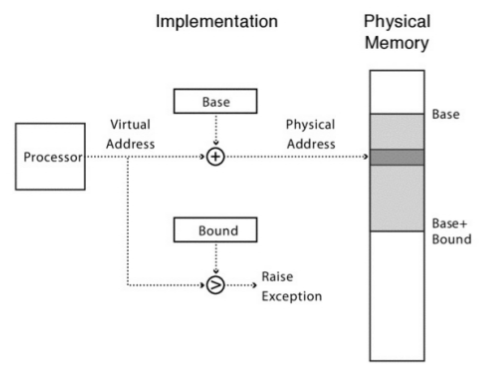 Implementation
Physical
Memory
Base
Virtual
Address
Physical
Address
Processor
+
Bound
>
Raise
Exception
Base
Base+
Bound